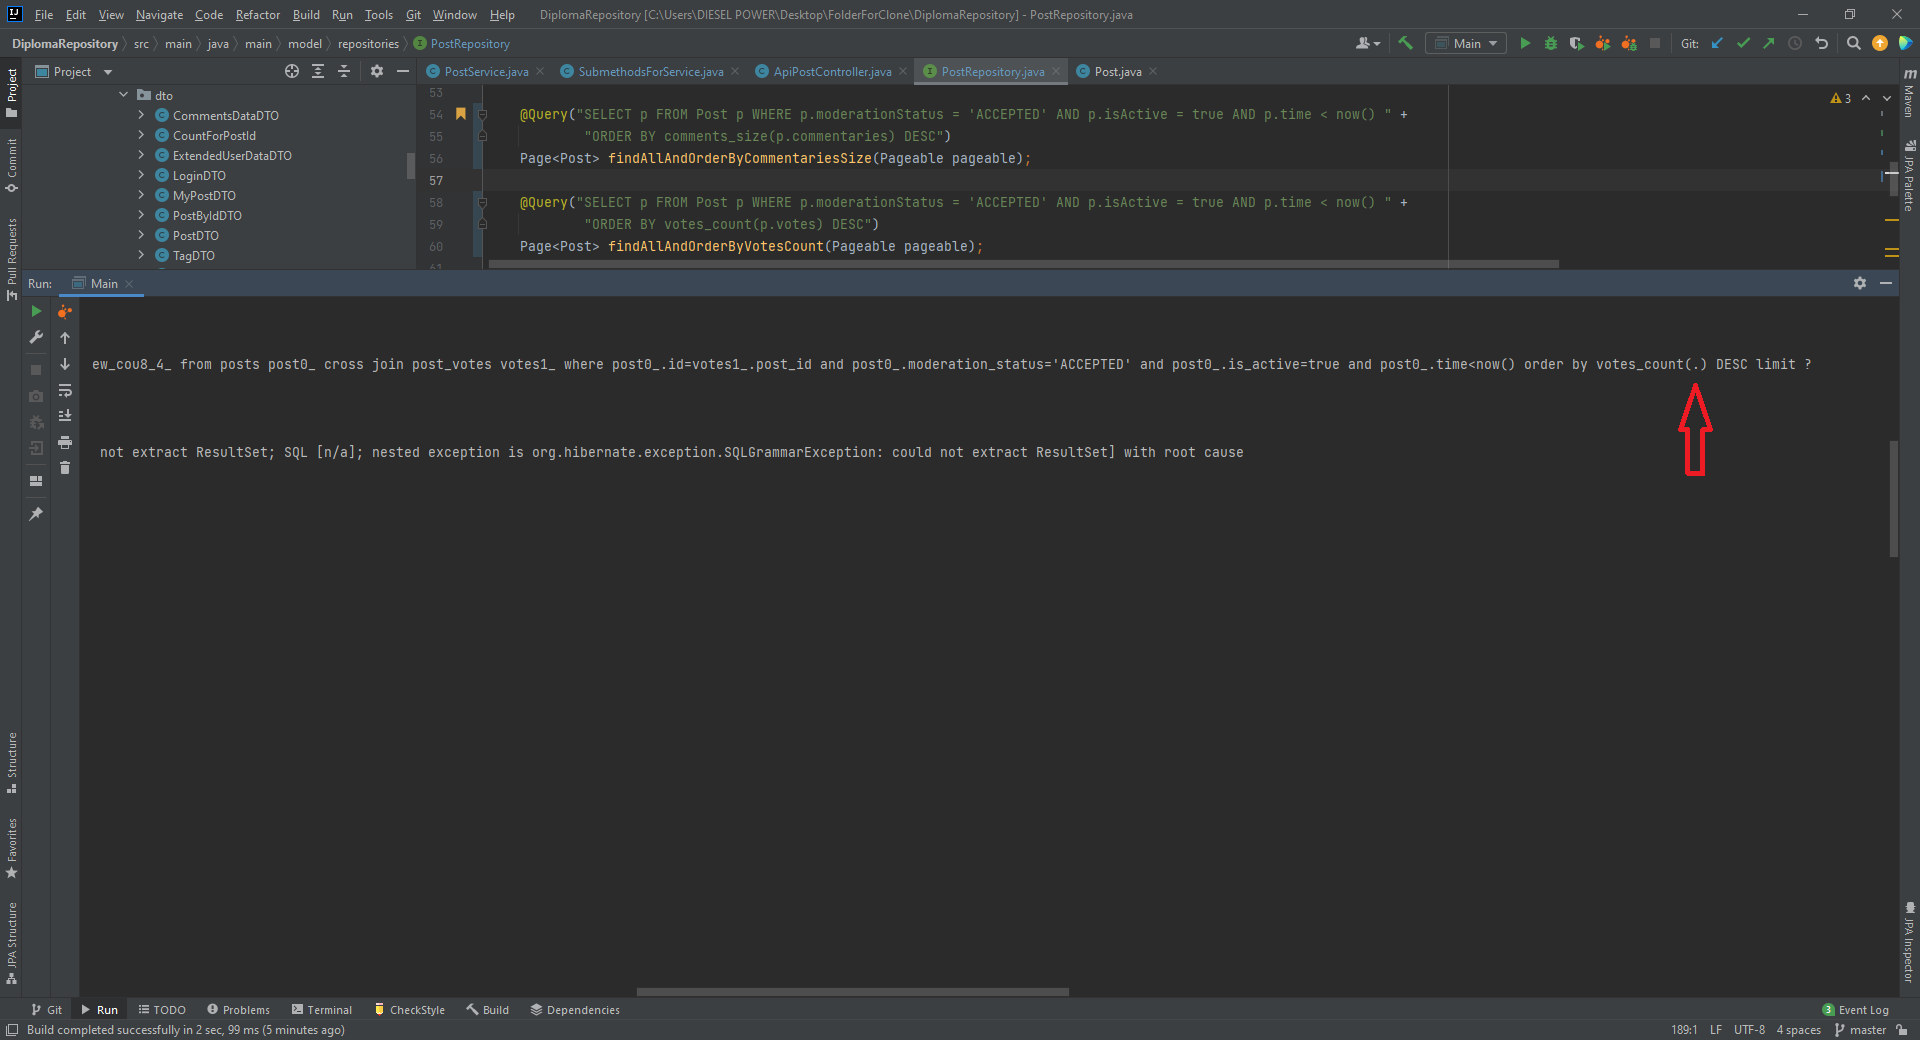 File Edit View Navigate Code Refactor Build Run Tools Git Window Help DiplomaRepository [C:\Users\DIESEL POWER\Desktop\FolderForClone\DiplomaRepository] - PostRepository.java
DiplomaRepository src main java main model repositories PostRepository Main Git:
Project PostService.java SubmethodsForService.java ApiPostController.java PostRepository.java Post.java
dto
CommentsDataDTO
CountForPostId
ExtendedUserDataDTO
LoginDTO
MyPostDTO
PostByIdDTO
PostDTO
TagDTO
53
54 @Query("SELECT p FROM Post p WHERE p.moderationStatus = 'ACCEPTED' AND p.isActive = true AND p.time < now() " +
55 "ORDER BY comments_size(p.commentaries) DESC")
56 Page<Post> findAllAndOrderByCommentariesSize(Pageable pageable);
57
58 @Query("SELECT p FROM Post p WHERE p.moderationStatus = 'ACCEPTED' AND p.isActive = true AND p.time < now() " +
59 "ORDER BY votes_count(p.votes) DESC")
60 Page<Post> findAllAndOrderByVotesCount(Pageable pageable);
61
3
Run: Main
ew_cou8_4_ from posts post0_ cross join post_votes votes1_ where post0_.id=votes1_.post_id and post0_.moderation_status='ACCEPTED' and post0_.is_active=true and post0_.time<now() order by votes_count(.) DESC limit ?
not extract ResultSet; SQL [n/a]; nested exception is org.hibernate.exception.SQLGrammarException: could not extract ResultSet] with root cause
Project
Commit
Pull Requests
Structure
Favorites
JPA Structure
Maven
JPA Palette
JPA Inspector
Git Run TODO Problems Terminal CheckStyle Build Dependencies 3 Event Log
Build completed successfully in 2 sec, 99 ms (5 minutes ago) 189:1 LF UTF-8 4 spaces master